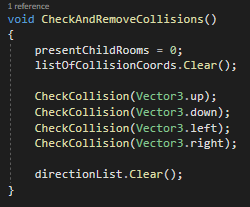 1 reference
void CheckAndRemoveCollisions()
{
presentChildRooms = 0;
listOfCollisionCoords.Clear();
CheckCollision(Vector3.up);
CheckCollision(Vector3.down);
CheckCollision(Vector3.left);
CheckCollision(Vector3.right);
directionList.Clear();
}